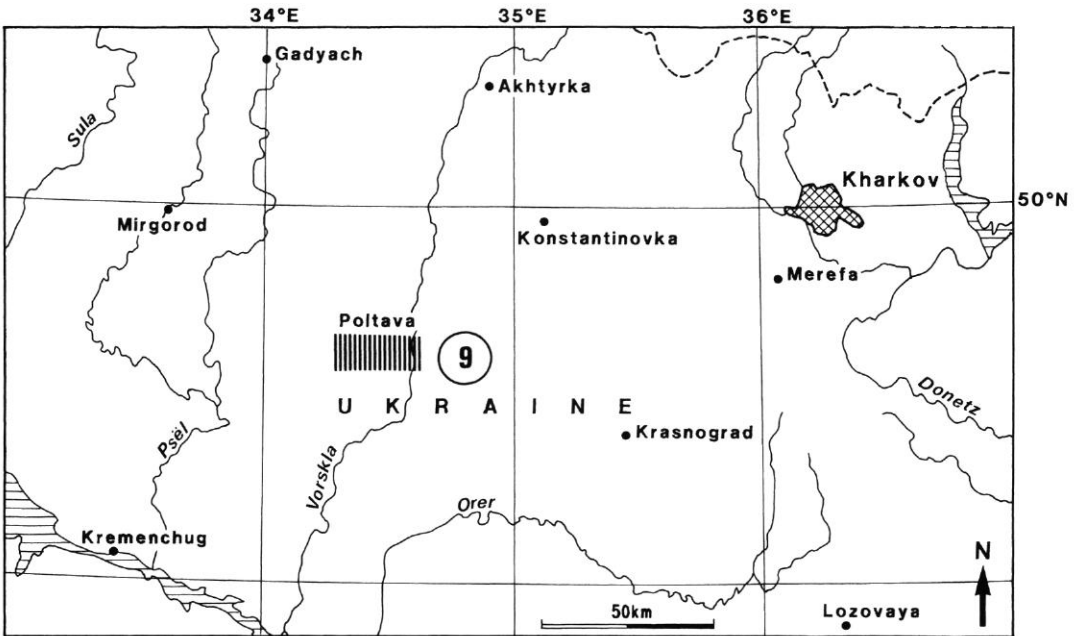 34°E 35°E 36°E
Gadyach
Akhtyrka
Sula
Kharkov
50°N
Mirgorod
Konstantinovka
Merefa
Poltava
9
UKRAINE
Donetz
Krasnograd
Psël
Vorskla
Orer
Kremenchug
N
50km
Lozovaya